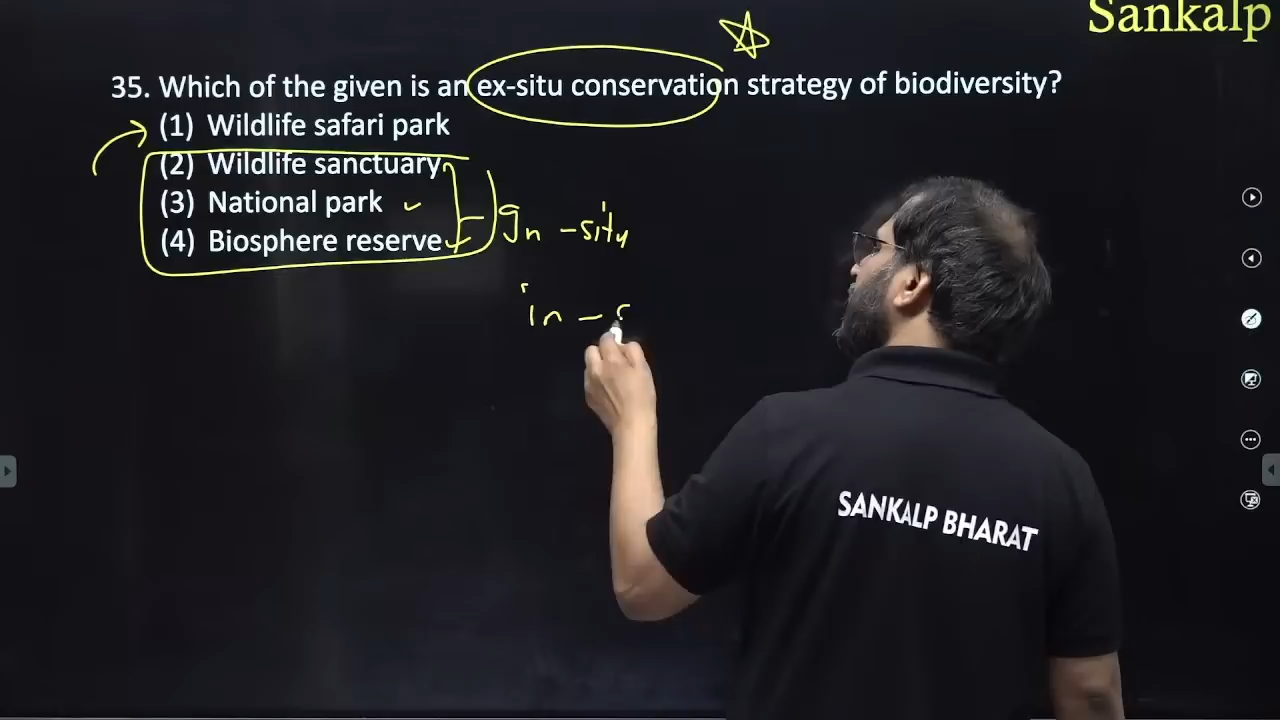 Sankalp
35. Which of the given is an ex-situ conservation strategy of biodiversity?
(1) Wildlife safari park
(2) Wildlife sanctuary
(3) National park
(4) Biosphere reserve
In-situ
in-s
SANKALP BHARAT